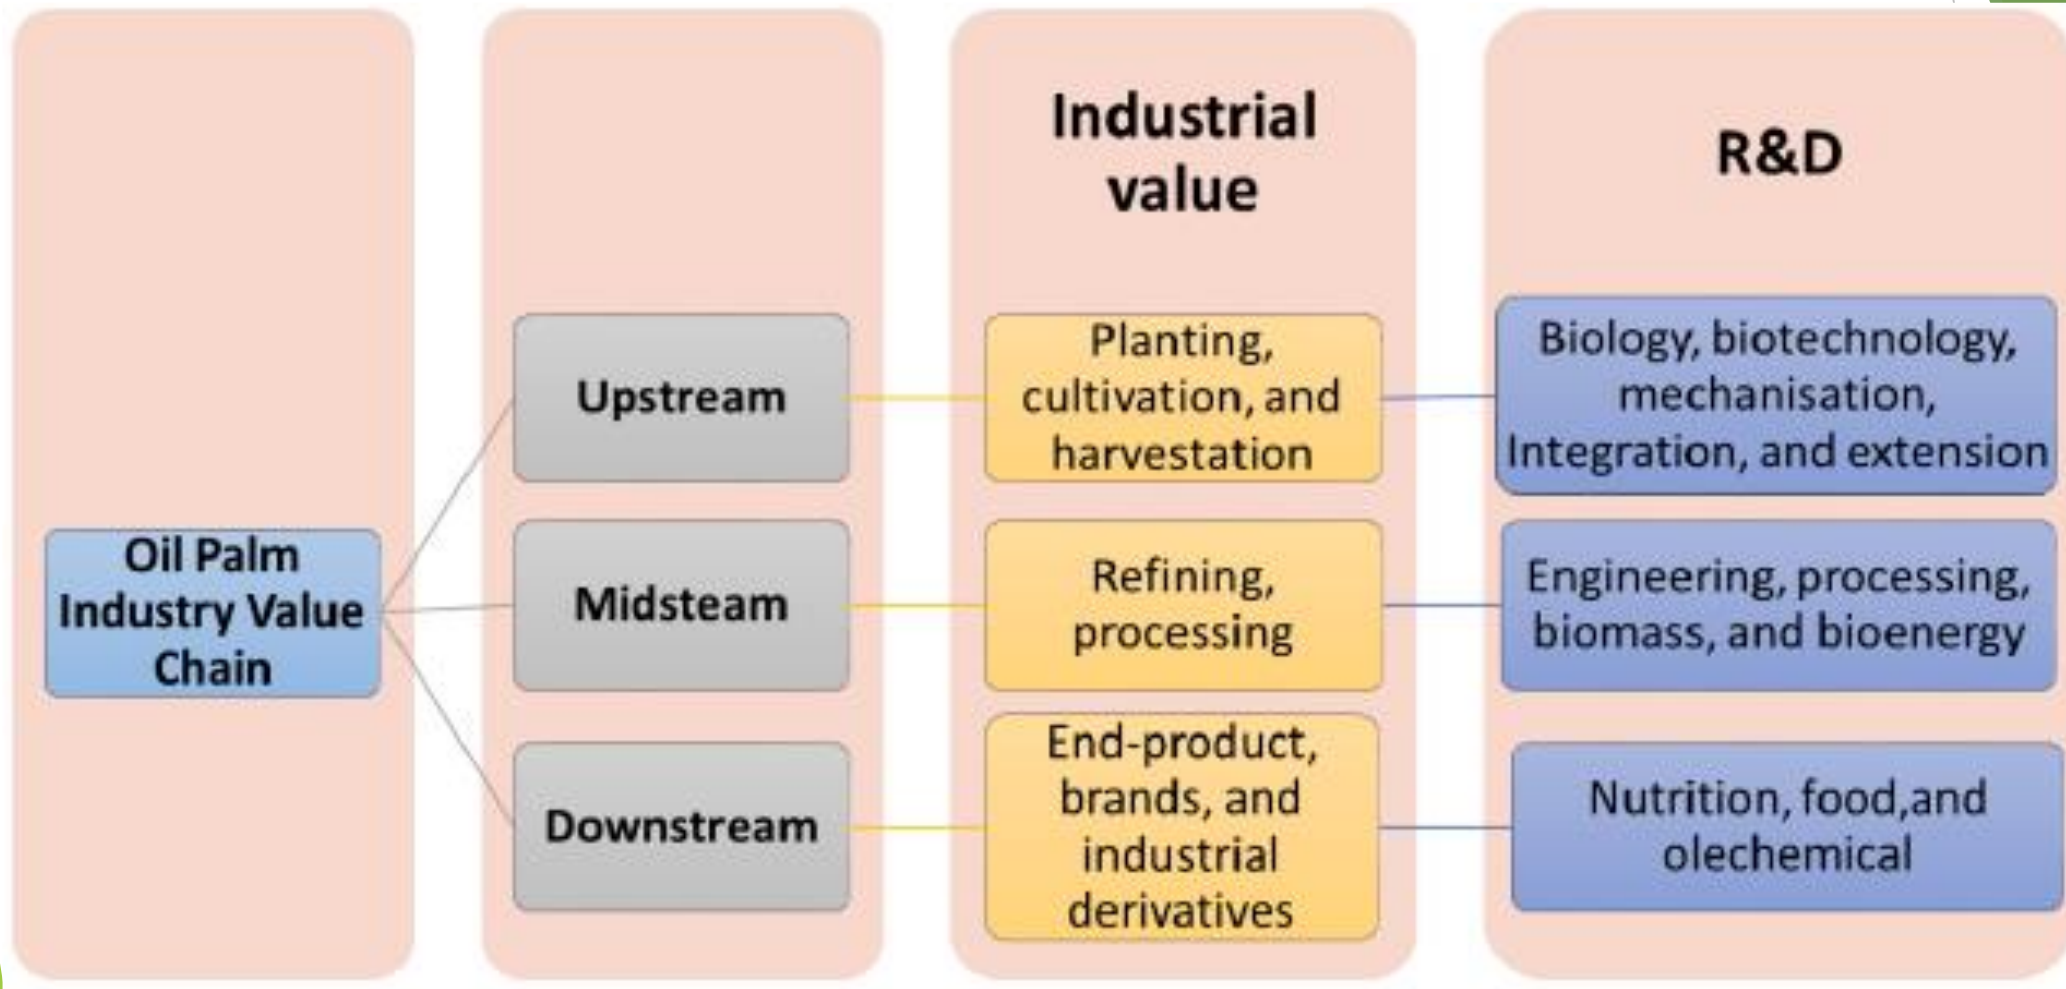 Industrial
value
R&D
Oil Palm
Industry Value
Chain
Upstream
Planting,
cultivation, and
harvestation
Biology, biotechnology,
mechanisation,
Integration, and extension
Midsteam
Refining,
processing
Engineering, processing,
biomass, and bioenergy
Downstream
End-product,
brands, and
industrial
derivatives
Nutrition, food,and
olechemical